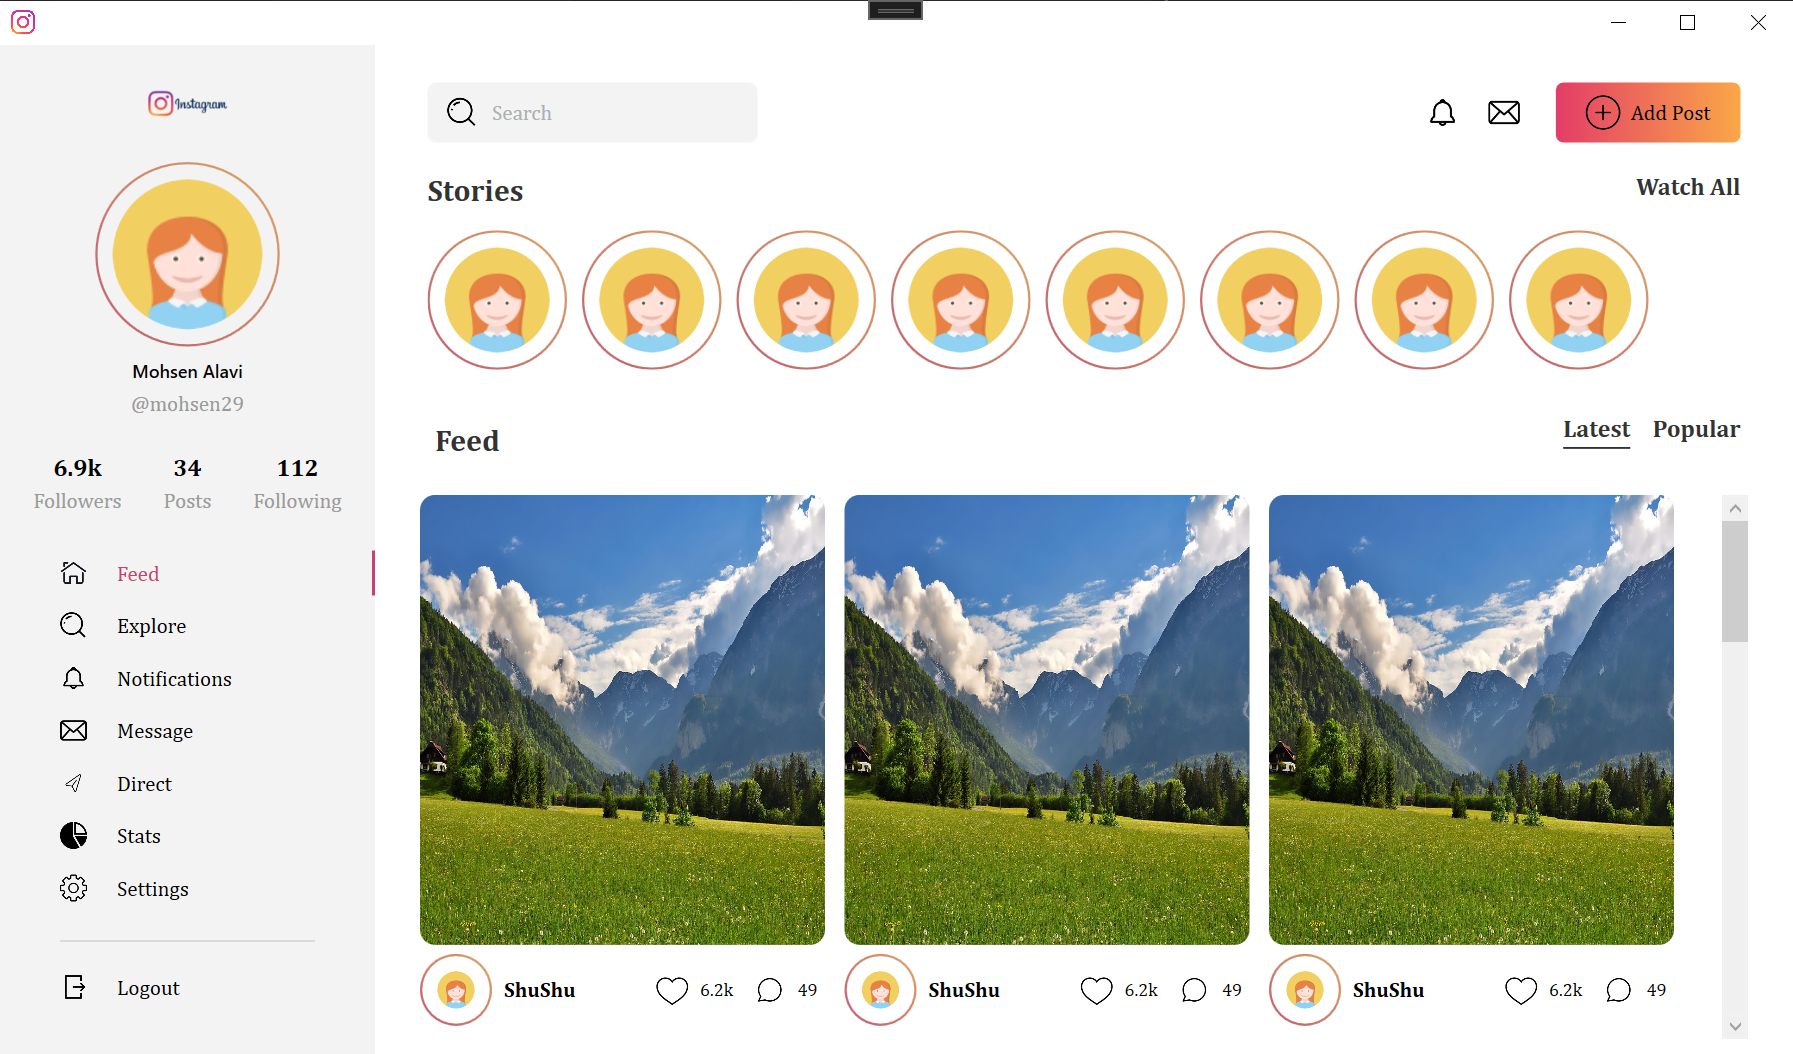 Instagram
Mohsen Alavi
@mohsen29
6.9k 34 112
Followers Posts Following
Feed
Explore
Notifications
Message
Direct
Stats
Settings
Logout
Search
Add Post
Stories
Watch All
Feed
Latest Popular
ShuShu 6.2k 49
ShuShu 6.2k 49
ShuShu 6.2k 49